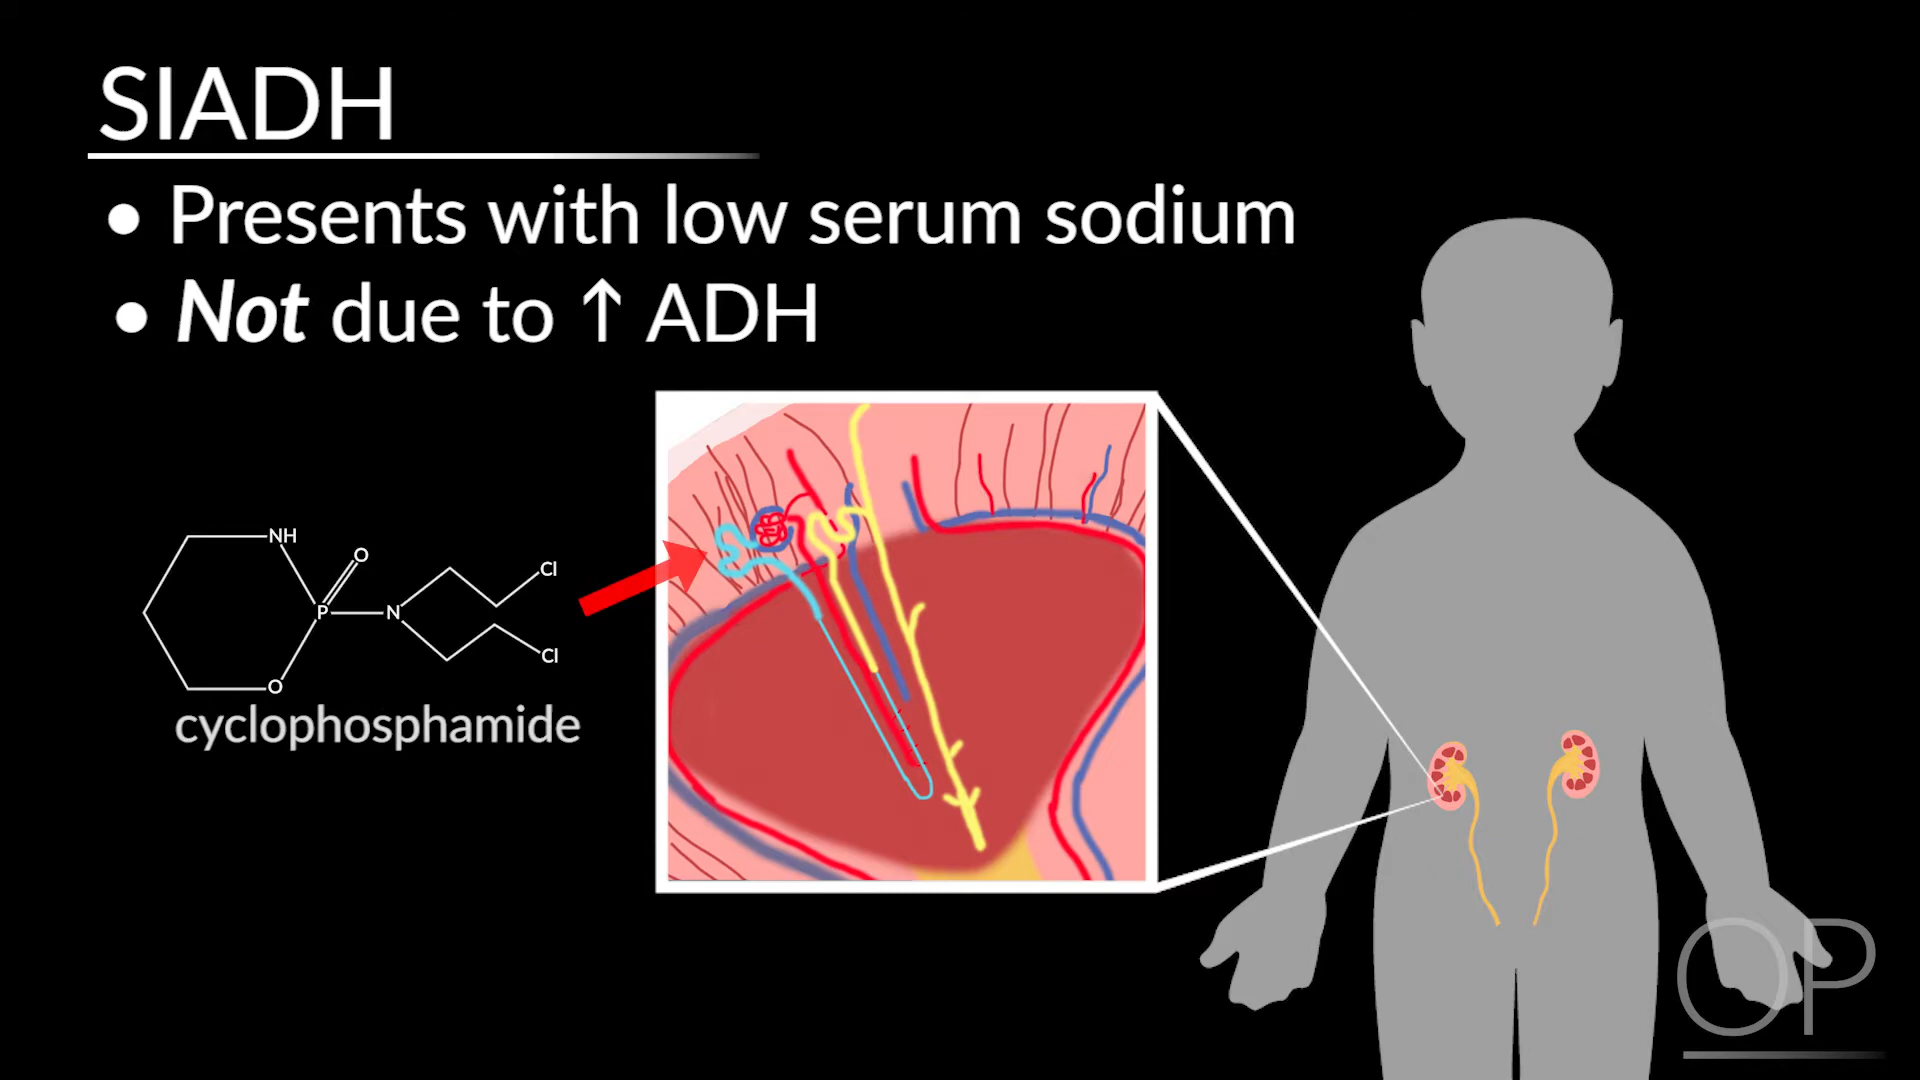 SIADH
• Presents with low serum sodium
• Not due to ↑ ADH
NH
O
P
N
Cl
Cl
O
cyclophosphamide
OP